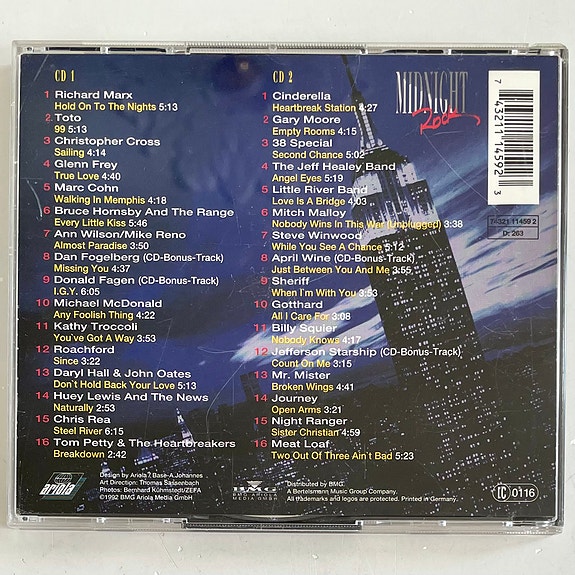 CD 1
1 Richard Marx
Hold On To The Nights 5:13
2 Toto
99 5:13
3 Christopher Cross
Sailing 4:14
4 Glenn Frey
True Love 4:40
5 Marc Cohn
Walking In Memphis 4:18
6 Bruce Hornsby And The Range
Every Little Kiss 5:46
7 Ann Wilson/Mike Reno
Almost Paradise 3:50
8 Dan Fogelberg (CD-Bonus-Track)
Missing You 4:37
9 Donald Fagen (CD-Bonus-Track)
I.G.Y. 6:05
10 Michael McDonald
Any Foolish Thing 4:22
11 Kathy Troccoli
You've Got A Way 3:53
12 Roachford
Since 3:22
13 Daryl Hall & John Oates
Don't Hold Back Your Love 5:13
14 Huey Lewis And The News
Naturally 2:53
15 Chris Rea
Steel River 6:15
16 Tom Petty & The Heartbreakers
Breakdown 2:42
CD 2
1 Cinderella
Heartbreak Station 4:27
2 Gary Moore
Empty Rooms 4:15
3 38 Special
Second Chance 5:02
4 The Jeff Healey Band
Angel Eyes 5:19
5 Little River Band
Love Is A Bridge 4:03
6 Mitch Malloy
Nobody Wins In This War (Unplugged) 3:38
7 Steve Winwood
While You See A Chance 5:12
8 April Wine (CD-Bonus-Track)
Just Between You And Me 3:55
9 Sheriff
When I'm With You 3:53
10 Gotthard
All I Care For 3:08
11 Billy Squier
Nobody Knows 4:17
12 Jefferson Starship (CD-Bonus-Track)
Count On Me 3:15
13 Mr. Mister
Broken Wings 4:41
14 Journey
Open Arms 3:21
15 Night Ranger
Sister Christian 4:59
16 Meat Loaf
Two Out Of Three Ain't Bad 5:23
MIDNIGHT
Rock
7 43211 14592 3
74321 11459 2
D: 263
ariola
Design by Ariola / Base-A.Johannes
Art Direction: Thomas Sassenbach
Photos: Bernhard Kühmstedt/ZEFA
©1992 BMG Ariola Media GmbH
BMG
BMG ARIOLA
MEDIA GMBH
Distributed by BMG.
A Bertelsmann Music Group Company.
All trademarks and logos are protected. Printed in Germany.
LC 0116